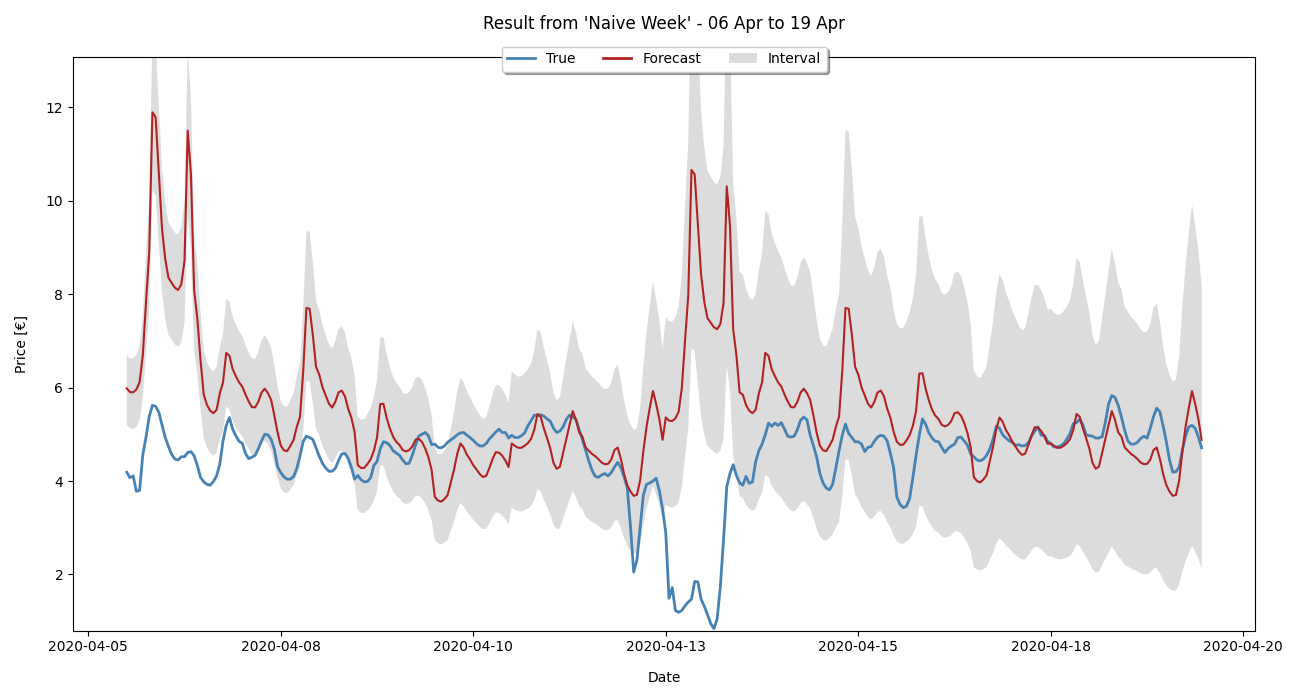 Result from 'Naive Week' - 06 Apr to 19 Apr
True Forecast Interval
12
10
8
6
4
2
Price [€]
2020-04-05 2020-04-08 2020-04-10 2020-04-13 2020-04-15 2020-04-18 2020-04-20
Date